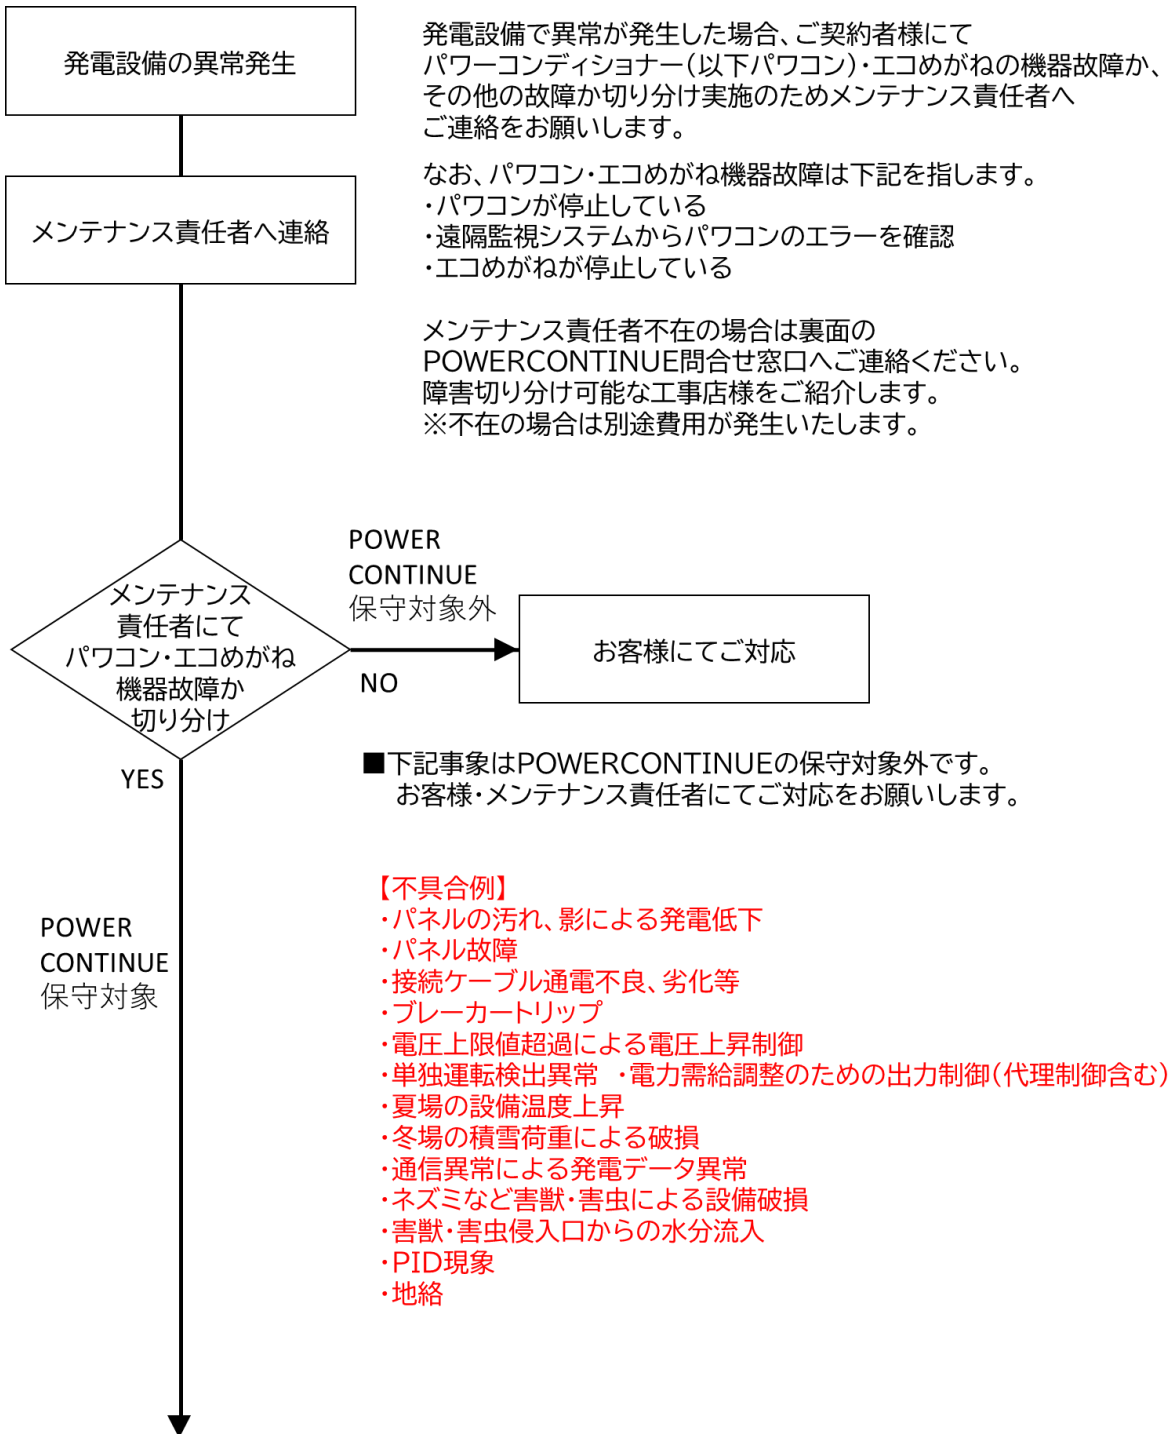 発電設備の異常発生
発電設備で異常が発生した場合、ご契約者様にて
パワーコンディショナー(以下パワコン)・エコめがねの機器故障か、
その他の故障か切り分け実施のためメンテナンス責任者へ
ご連絡をお願いします。
メンテナンス責任者へ連絡
なお、パワコン・エコめがね機器故障は下記を指します。
・パワコンが停止している
・遠隔監視システムからパワコンのエラーを確認
・エコめがねが停止している
メンテナンス責任者不在の場合は裏面の
POWERCONTINUE問合せ窓口へご連絡ください。
障害切り分け可能な工事店様をご紹介します。
※不在の場合は別途費用が発生いたします。
メンテナンス
責任者にて
パワコン・エコめがね
機器故障か
切り分け
POWER
CONTINUE
保守対象外
NO
お客様にてご対応
YES
■下記事象はPOWERCONTINUEの保守対象外です。
お客様・メンテナンス責任者にてご対応をお願いします。
POWER
CONTINUE
保守対象
【不具合例】
・パネルの汚れ、影による発電低下
・パネル故障
・接続ケーブル通電不良、劣化等
・ブレーカートリップ
・電圧上限値超過による電圧上昇制御
・単独運転検出異常 ・電力需給調整のための出力制御(代理制御含む)
・夏場の設備温度上昇
・冬場の積雪荷重による破損
・通信異常による発電データ異常
・ネズミなど害獣・害虫による設備破損
・害獣・害虫侵入口からの水分流入
・PID現象
・地絡